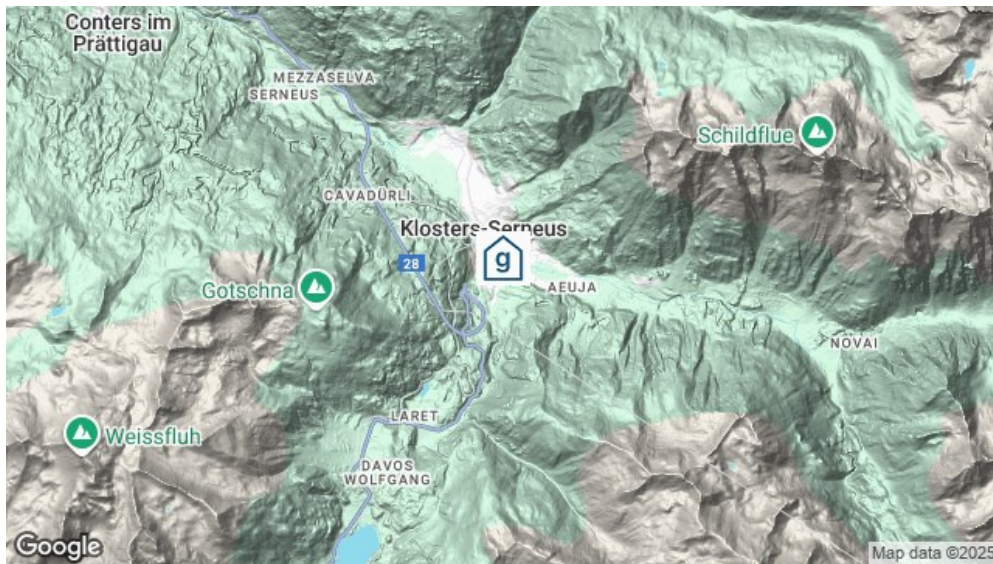 Conters im
Prättigau
MEZZASELVA
SERNEUS
Schildflue
CAVADÜRLI
Klosters-Serneus
g
28
Gotschna
AEUJA
NOVAI
LARET
Weissfluh
DAVOS
WOLFGANG
Google
Map data ©2025